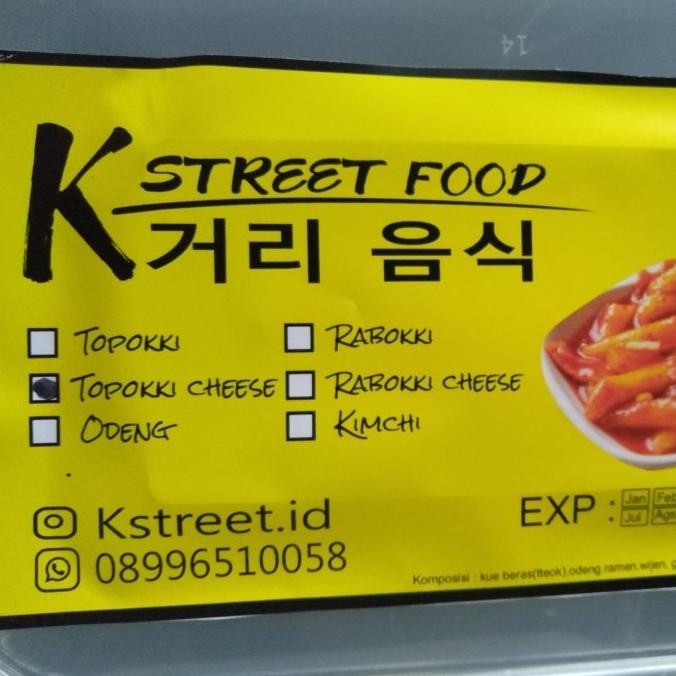 K STREET FOOD
거리 음식
TOPOKKI
RABOKKI
TOPOKKI CHEESE
RABOKKI CHEESE
ODENG
KIMCHI
Kstreet.id
08996510058
EXP :
Jan Feb
Jul Ags
Komposisi : kue beras(tteok).odeng,ramen,wijen,
14